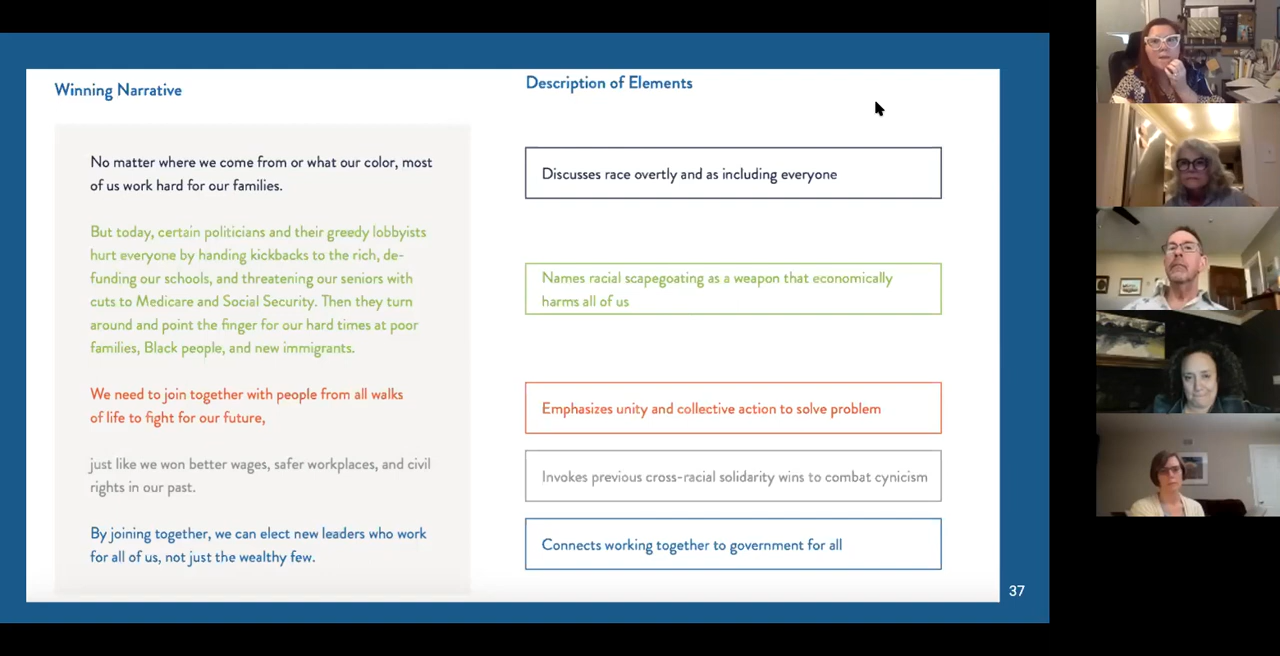 Winning Narrative
No matter where we come from or what our color, most
of us work hard for our families.
But today, certain politicians and their greedy lobbyists
hurt everyone by handing kickbacks to the rich, de-
funding our schools, and threatening our seniors with
cuts to Medicare and Social Security. Then they turn
around and point the finger for our hard times at poor
families, Black people, and new immigrants.
We need to join together with people from all walks
of life to fight for our future,
just like we won better wages, safer workplaces, and civil
rights in our past.
By joining together, we can elect new leaders who work
for all of us, not just the wealthy few.
Description of Elements
Discusses race overtly and as including everyone
Names racial scapegoating as a weapon that economically
harms all of us
Emphasizes unity and collective action to solve problem
Invokes previous cross-racial solidarity wins to combat cynicism
Connects working together to government for all
37